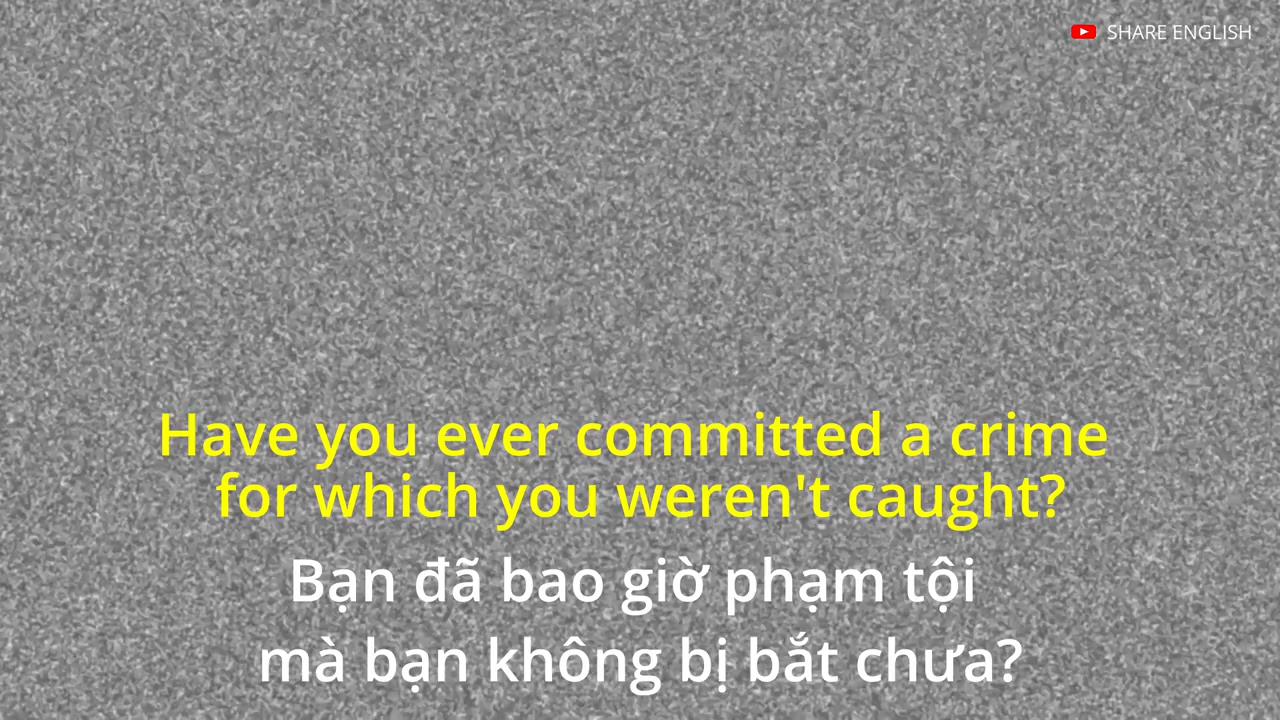 SHARE ENGLISH
Have you ever committed a crime
for which you weren't caught?
Bạn đã bao giờ phạm tội
mà bạn không bị bắt chưa?